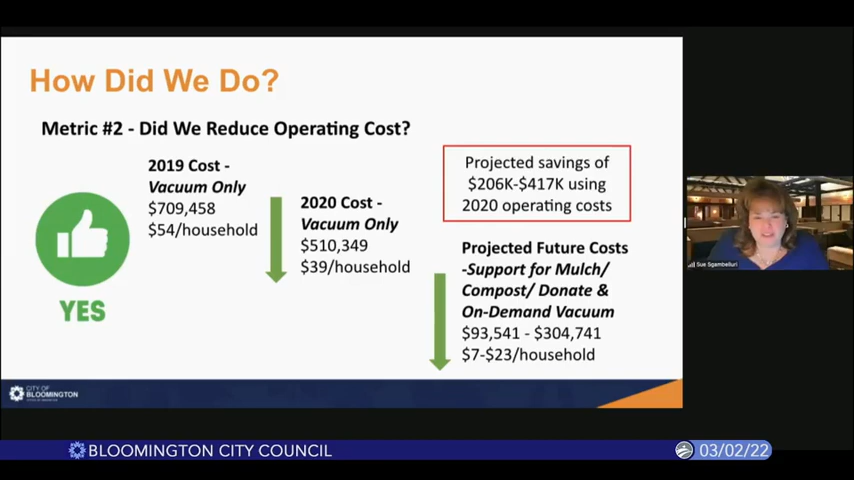 How Did We Do?
Metric #2 - Did We Reduce Operating Cost?
2019 Cost -
Vacuum Only
$709,458
$54/household
YES
2020 Cost -
Vacuum Only
$510,349
$39/household
Projected savings of
$206K-$417K using
2020 operating costs
Projected Future Costs
-Support for Mulch/
Compost/ Donate &
On-Demand Vacuum
$93,541 - $304,741
$7-$23/household
CITY OF
BLOOMINGTON
Sue Sgambelluri
BLOOMINGTON CITY COUNCIL
03/02/22